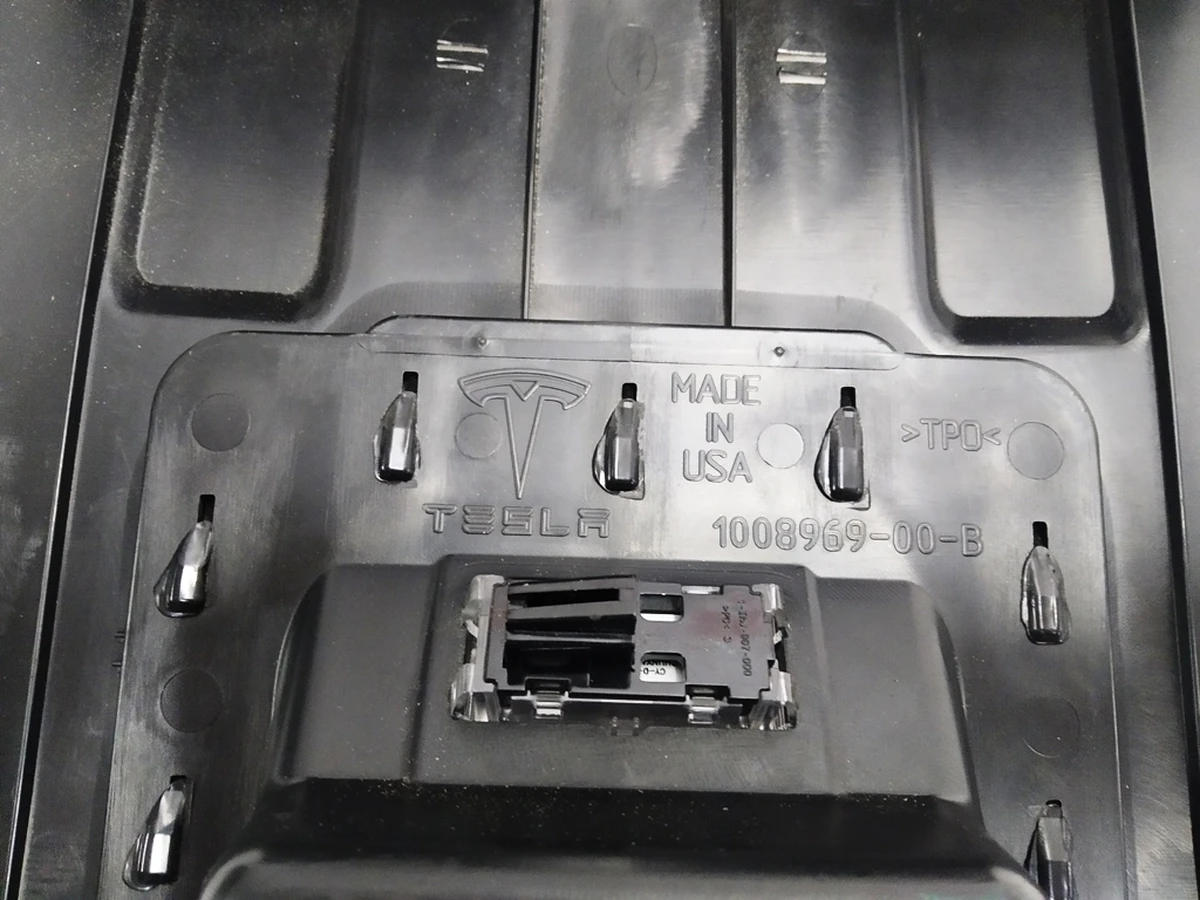 MADE
IN
USA
>TPO<
TESLA
1008969-00-B